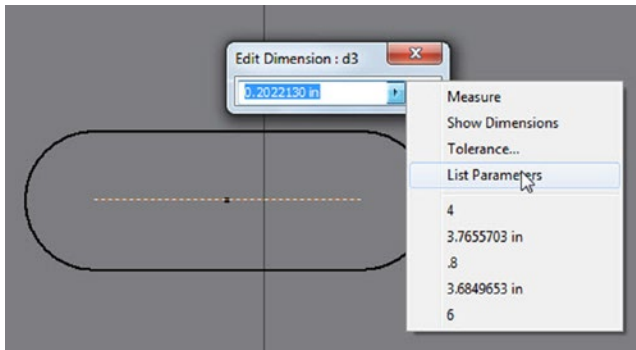 Edit Dimension : d3
0.2022130 in
Measure
Show Dimensions
Tolerance...
List Parameters
4
3.7655703 in
.8
3.6849653 in
6